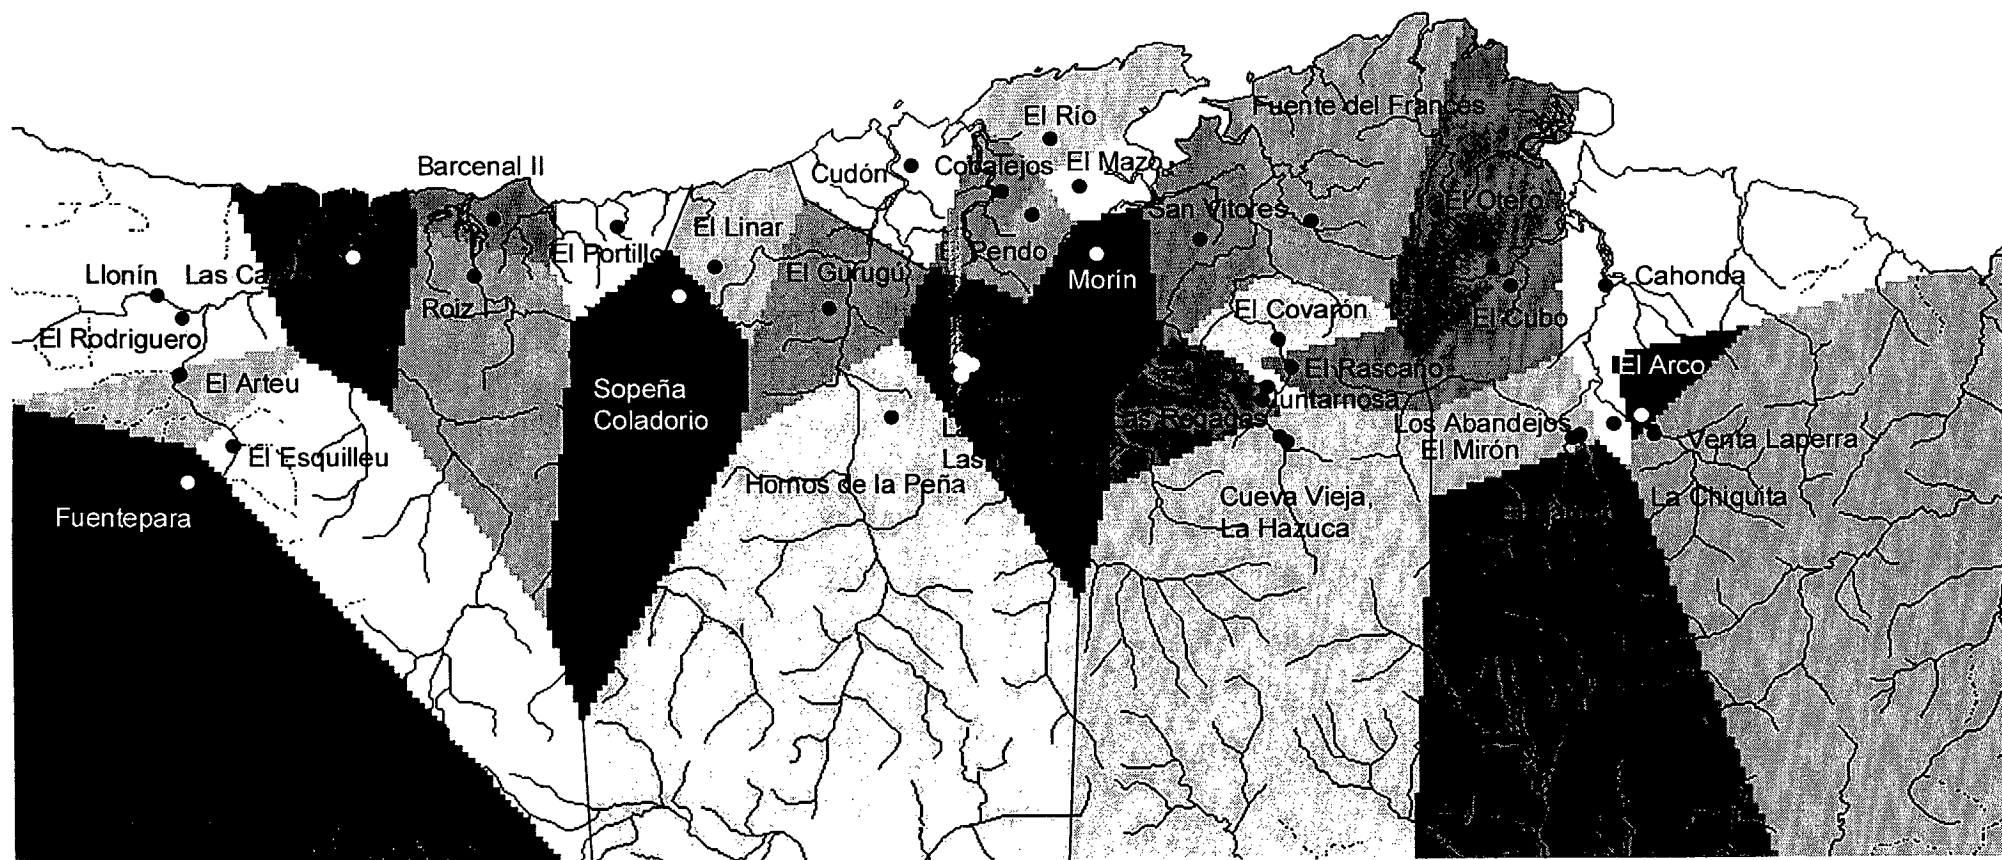 El Río
Fuente del Francés
Barcenal II
Cudón
Cobalejos
El Mazo
El Otero
San Vitores
El Linar
El Portillo
Pendo
Llonín
Las Ca
El Gurugú
Morín
Cahonda
Roiz
El Covarón
El Cubo
El Rodriguero
El Arteu
El Rascaño
El Arco
Sopeña
Coladorio
Juntarnosa
Las Rogadas
Los Abandejos
Venta Laperra
El Mirón
El Esquilleu
Las
Hornos de la Peña
Cueva Vieja,
La Hazuca
La Chiquita
Fuentepara